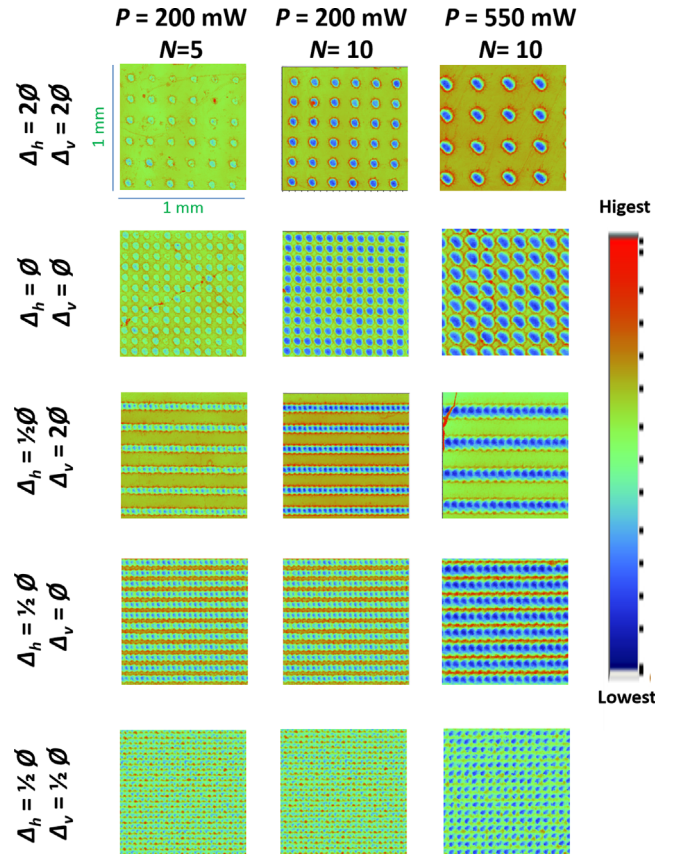 P = 200 mW P = 200 mW P = 550 mW
N=5 N= 10 N= 10
Δh = 2Ø
Δv = 2Ø
1 mm
1 mm
Higest
Δh = Ø
Δv = Ø
Δh = ½Ø
Δv = 2Ø
Δh = ½ Ø
Δv = Ø
Lowest
Δh = ½ Ø
Δv = ½ Ø